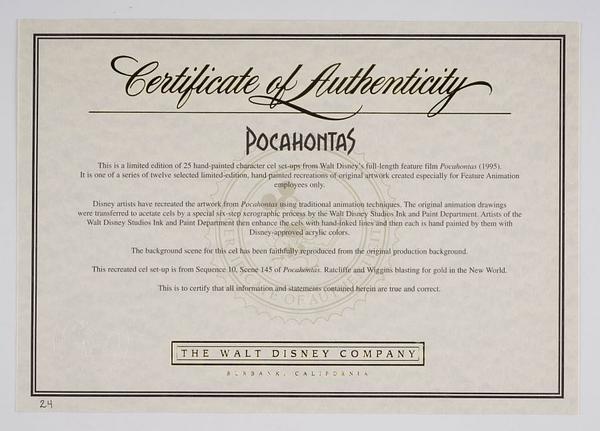 Certificate of Authenticity
POCAHONTAS
This is a limited edition of 25 hand-painted character cel set-ups from Walt Disney's full-length feature film Pocahontas (1995).
It is one of a series of twelve selected limited-edition, hand painted recreations of original artwork created especially for Feature Animation
employees only.
Disney artists have recreated the artwork from Pocahontas using traditional animation techniques. The original animation drawings
were transferred to acetate cels by a special six-step xerographic process by the Walt Disney Studios Ink and Paint Department. Artists of the
Walt Disney Studios Ink and Paint Department then enhance the cels with hand-inked lines and then each is hand painted by them with
Disney-approved acrylic colors.
The background scene for this cel has been faithfully reproduced from the original production background.
This recreated cel set-up is from Sequence 10, Scene 145 of Pocahontas. Ratcliffe and Wiggins blasting for gold in the New World.
This is to certify that all information and statements contained herein are true and correct.
THE WALT DISNEY COMPANY
BURBANK, CALIFORNIA
24